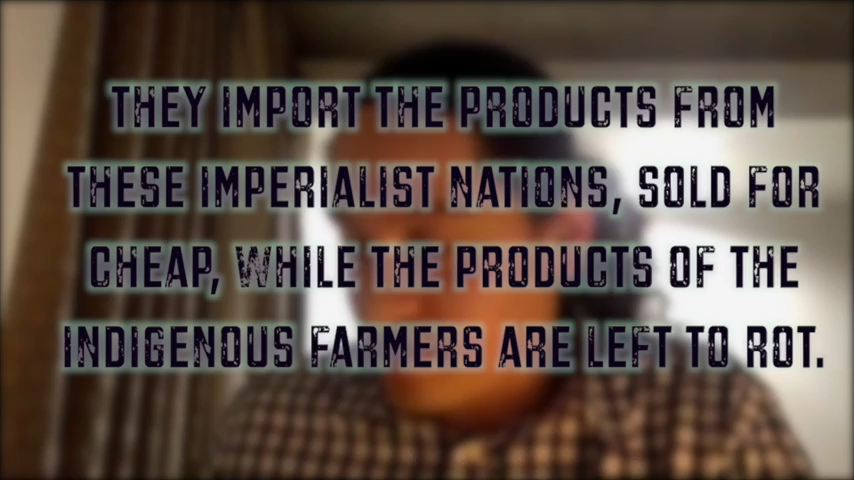 THEY IMPORT THE PRODUCTS FROM
THESE IMPERIALIST NATIONS, SOLD FOR
CHEAP, WHILE THE PRODUCTS OF THE
INDIGENOUS FARMERS ARE LEFT TO ROT.